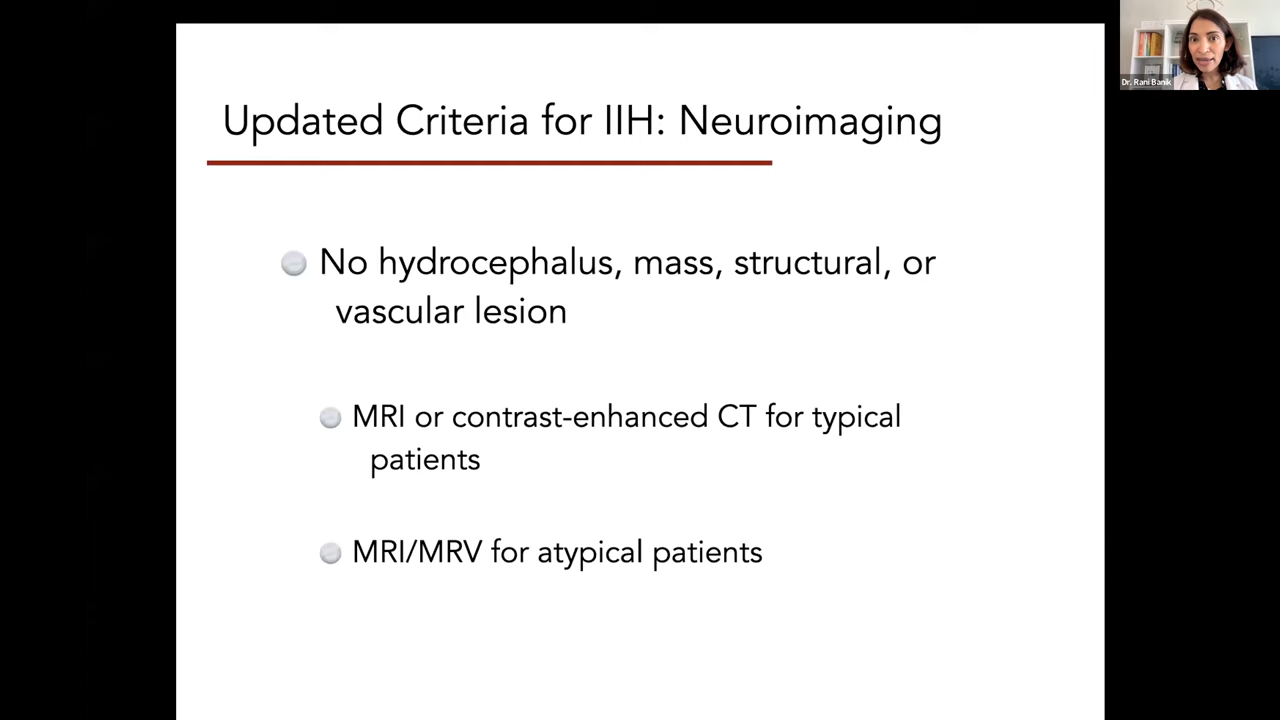 Updated Criteria for IIH: Neuroimaging
No hydrocephalus, mass, structural, or
vascular lesion
MRI or contrast-enhanced CT for typical
patients
MRI/MRV for atypical patients
Dr. Rani Banik